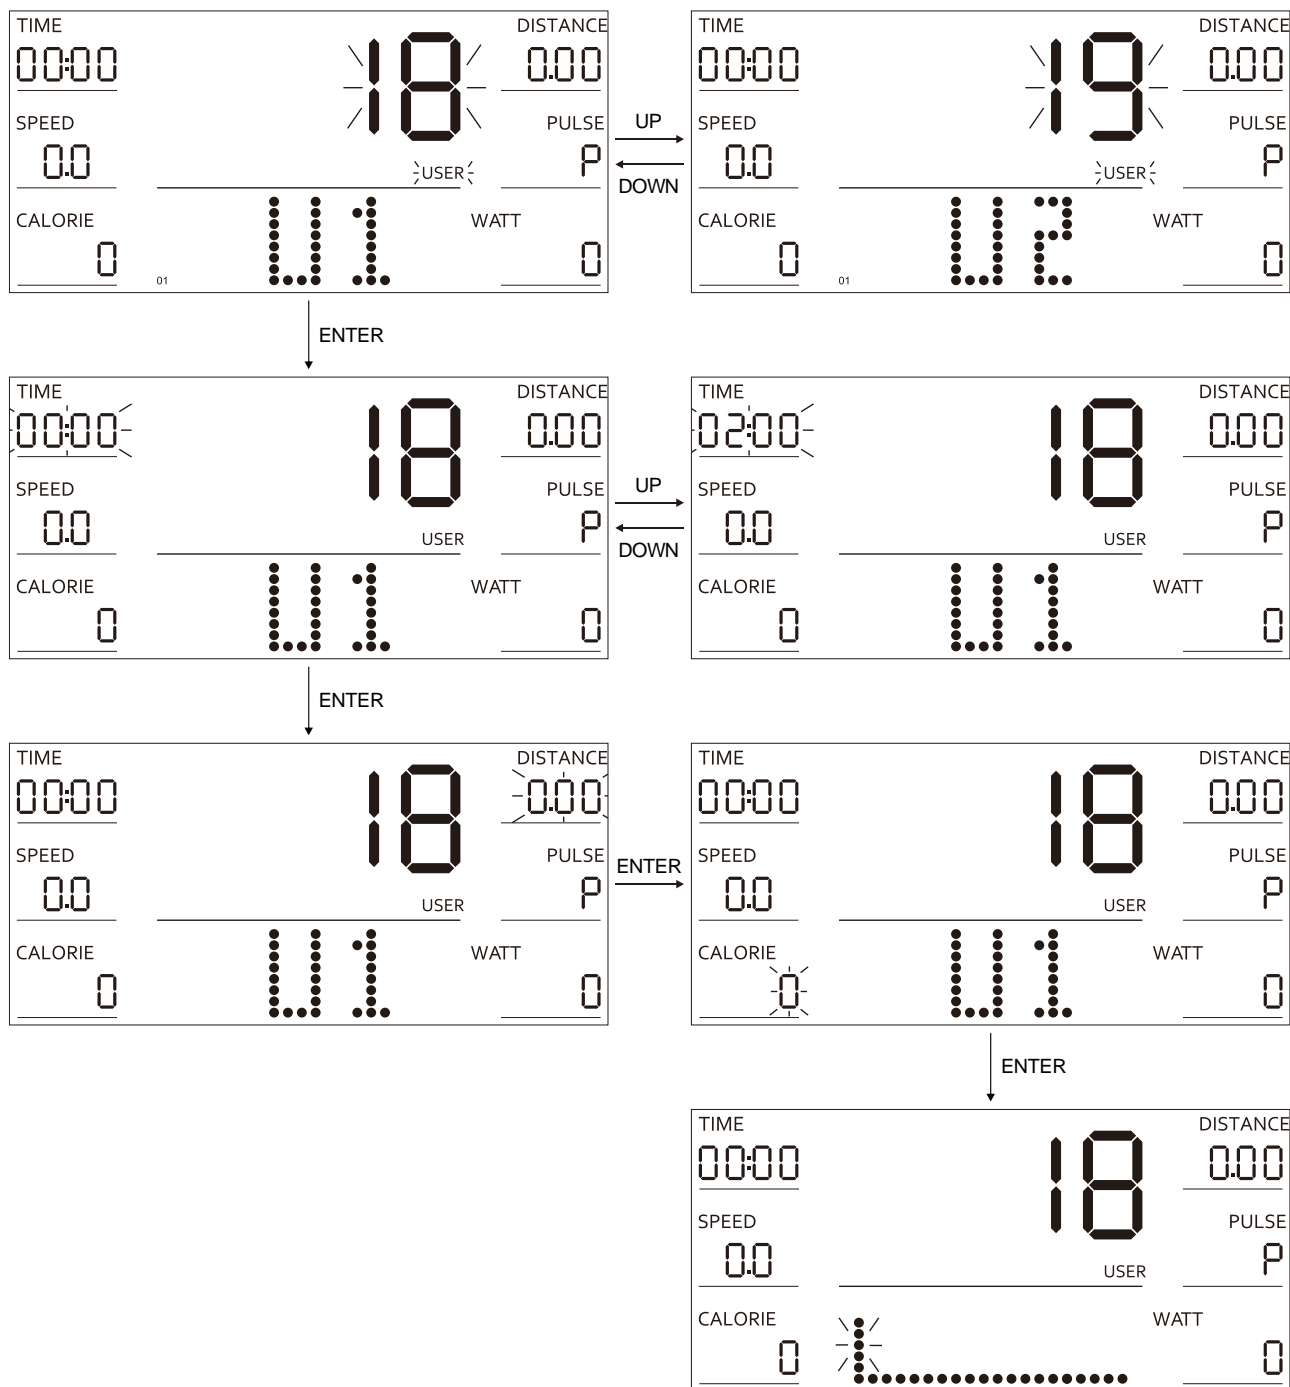 TIME DISTANCE TIME DISTANCE
00:00 18 0.00 00:00 19 0.00
SPEED PULSE UP SPEED PULSE
0.0 P 0.0 P
USER DOWN USER
CALORIE U1 WATT CALORIE U2 WATT
0 01 0 0 01 0
ENTER
TIME DISTANCE TIME DISTANCE
00:00 18 0.00 02:00 18 0.00
SPEED PULSE UP SPEED PULSE
0.0 P 0.0 P
USER DOWN USER
CALORIE U1 WATT CALORIE U1 WATT
0 0 0 0
ENTER
TIME DISTANCE TIME DISTANCE
00:00 18 0.00 00:00 18 0.00
SPEED PULSE ENTER SPEED PULSE
0.0 P 0.0 P
USER USER
CALORIE U1 WATT CALORIE U1 WATT
0 0 0 0
ENTER
TIME DISTANCE
00:00 18 0.00
SPEED PULSE
0.0 P
USER
CALORIE WATT
0 0